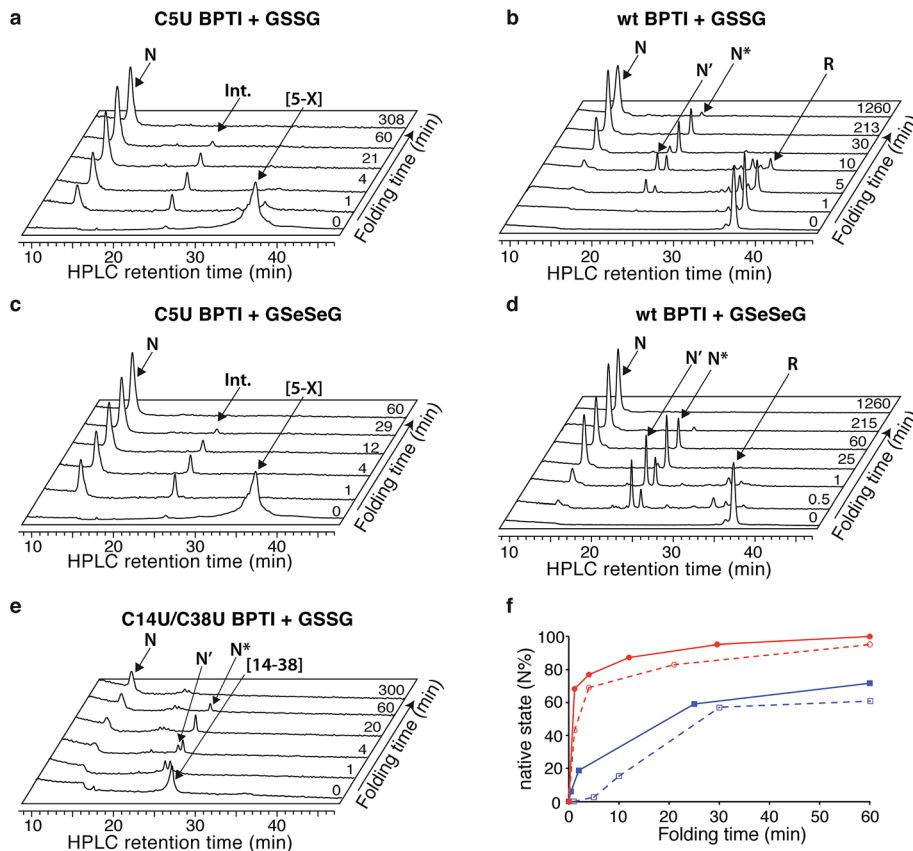 a
C5U BPTI + GSSG
N
Int.
[5-X]
308
60
21
4
1
0
Folding time (min)
10 20 30 40
HPLC retention time (min)
b
wt BPTI + GSSG
N
N'
N*
R
1260
213
30
10
5
1
0
Folding time (min)
10 20 30 40
HPLC retention time (min)
c
C5U BPTI + GSeSeG
N
Int.
[5-X]
60
29
12
4
1
0
Folding time (min)
10 20 30 40
HPLC retention time (min)
d
wt BPTI + GSeSeG
N
N'
N*
R
1260
215
60
25
1
0.5
0
Folding time (min)
10 20 30 40
HPLC retention time (min)
e
C14U/C38U BPTI + GSSG
N
N'
N*
[14-38]
300
60
20
4
1
0
Folding time (min)
10 20 30 40
HPLC retention time (min)
f
native state (N%)
100
80
60
40
20
0
0 10 20 30 40 50 60
Folding time (min)